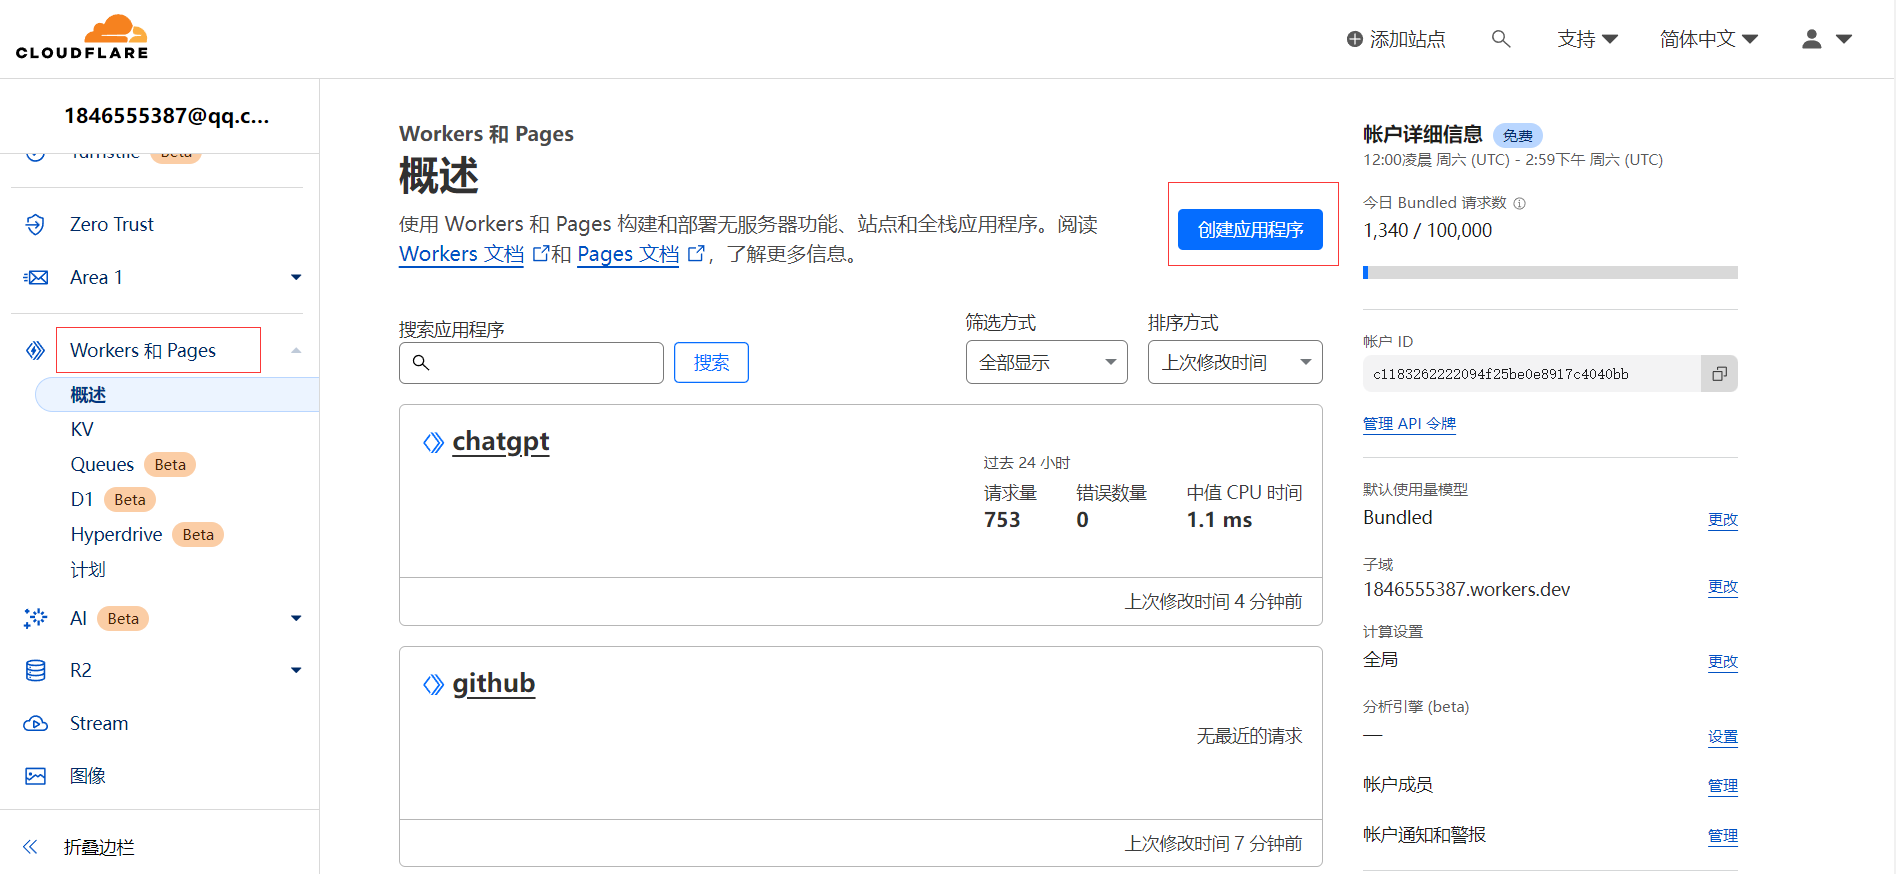 CLOUDFLARE
添加站点
支持
简体中文
1846555387@qq.c...
Turnstile Beta
Zero Trust
Area 1
Workers 和 Pages
概述
KV
Queues Beta
D1 Beta
Hyperdrive Beta
计划
AI Beta
R2
Stream
图像
折叠边栏
Workers 和 Pages
概述
使用 Workers 和 Pages 构建和部署无服务器功能、站点和全栈应用程序。阅读
Workers 文档 和 Pages 文档 ，了解更多信息。
创建应用程序
搜索应用程序
搜索
筛选方式
全部显示
排序方式
上次修改时间
chatgpt
过去 24 小时
请求量 错误数量 中值 CPU 时间
753 0 1.1 ms
上次修改时间 4 分钟前
github
无最近的请求
上次修改时间 7 分钟前
帐户详细信息 免费
12:00凌晨 周六 (UTC) - 2:59下午 周六 (UTC)
今日 Bundled 请求数
1,340 / 100,000
帐户 ID
c1183262222094f25be0e8917c4040bb
管理 API 令牌
默认使用量模型
Bundled 更改
子域
1846555387.workers.dev 更改
计算设置
全局 更改
分析引擎 (beta)
— 设置
帐户成员 管理
帐户通知和警报 管理